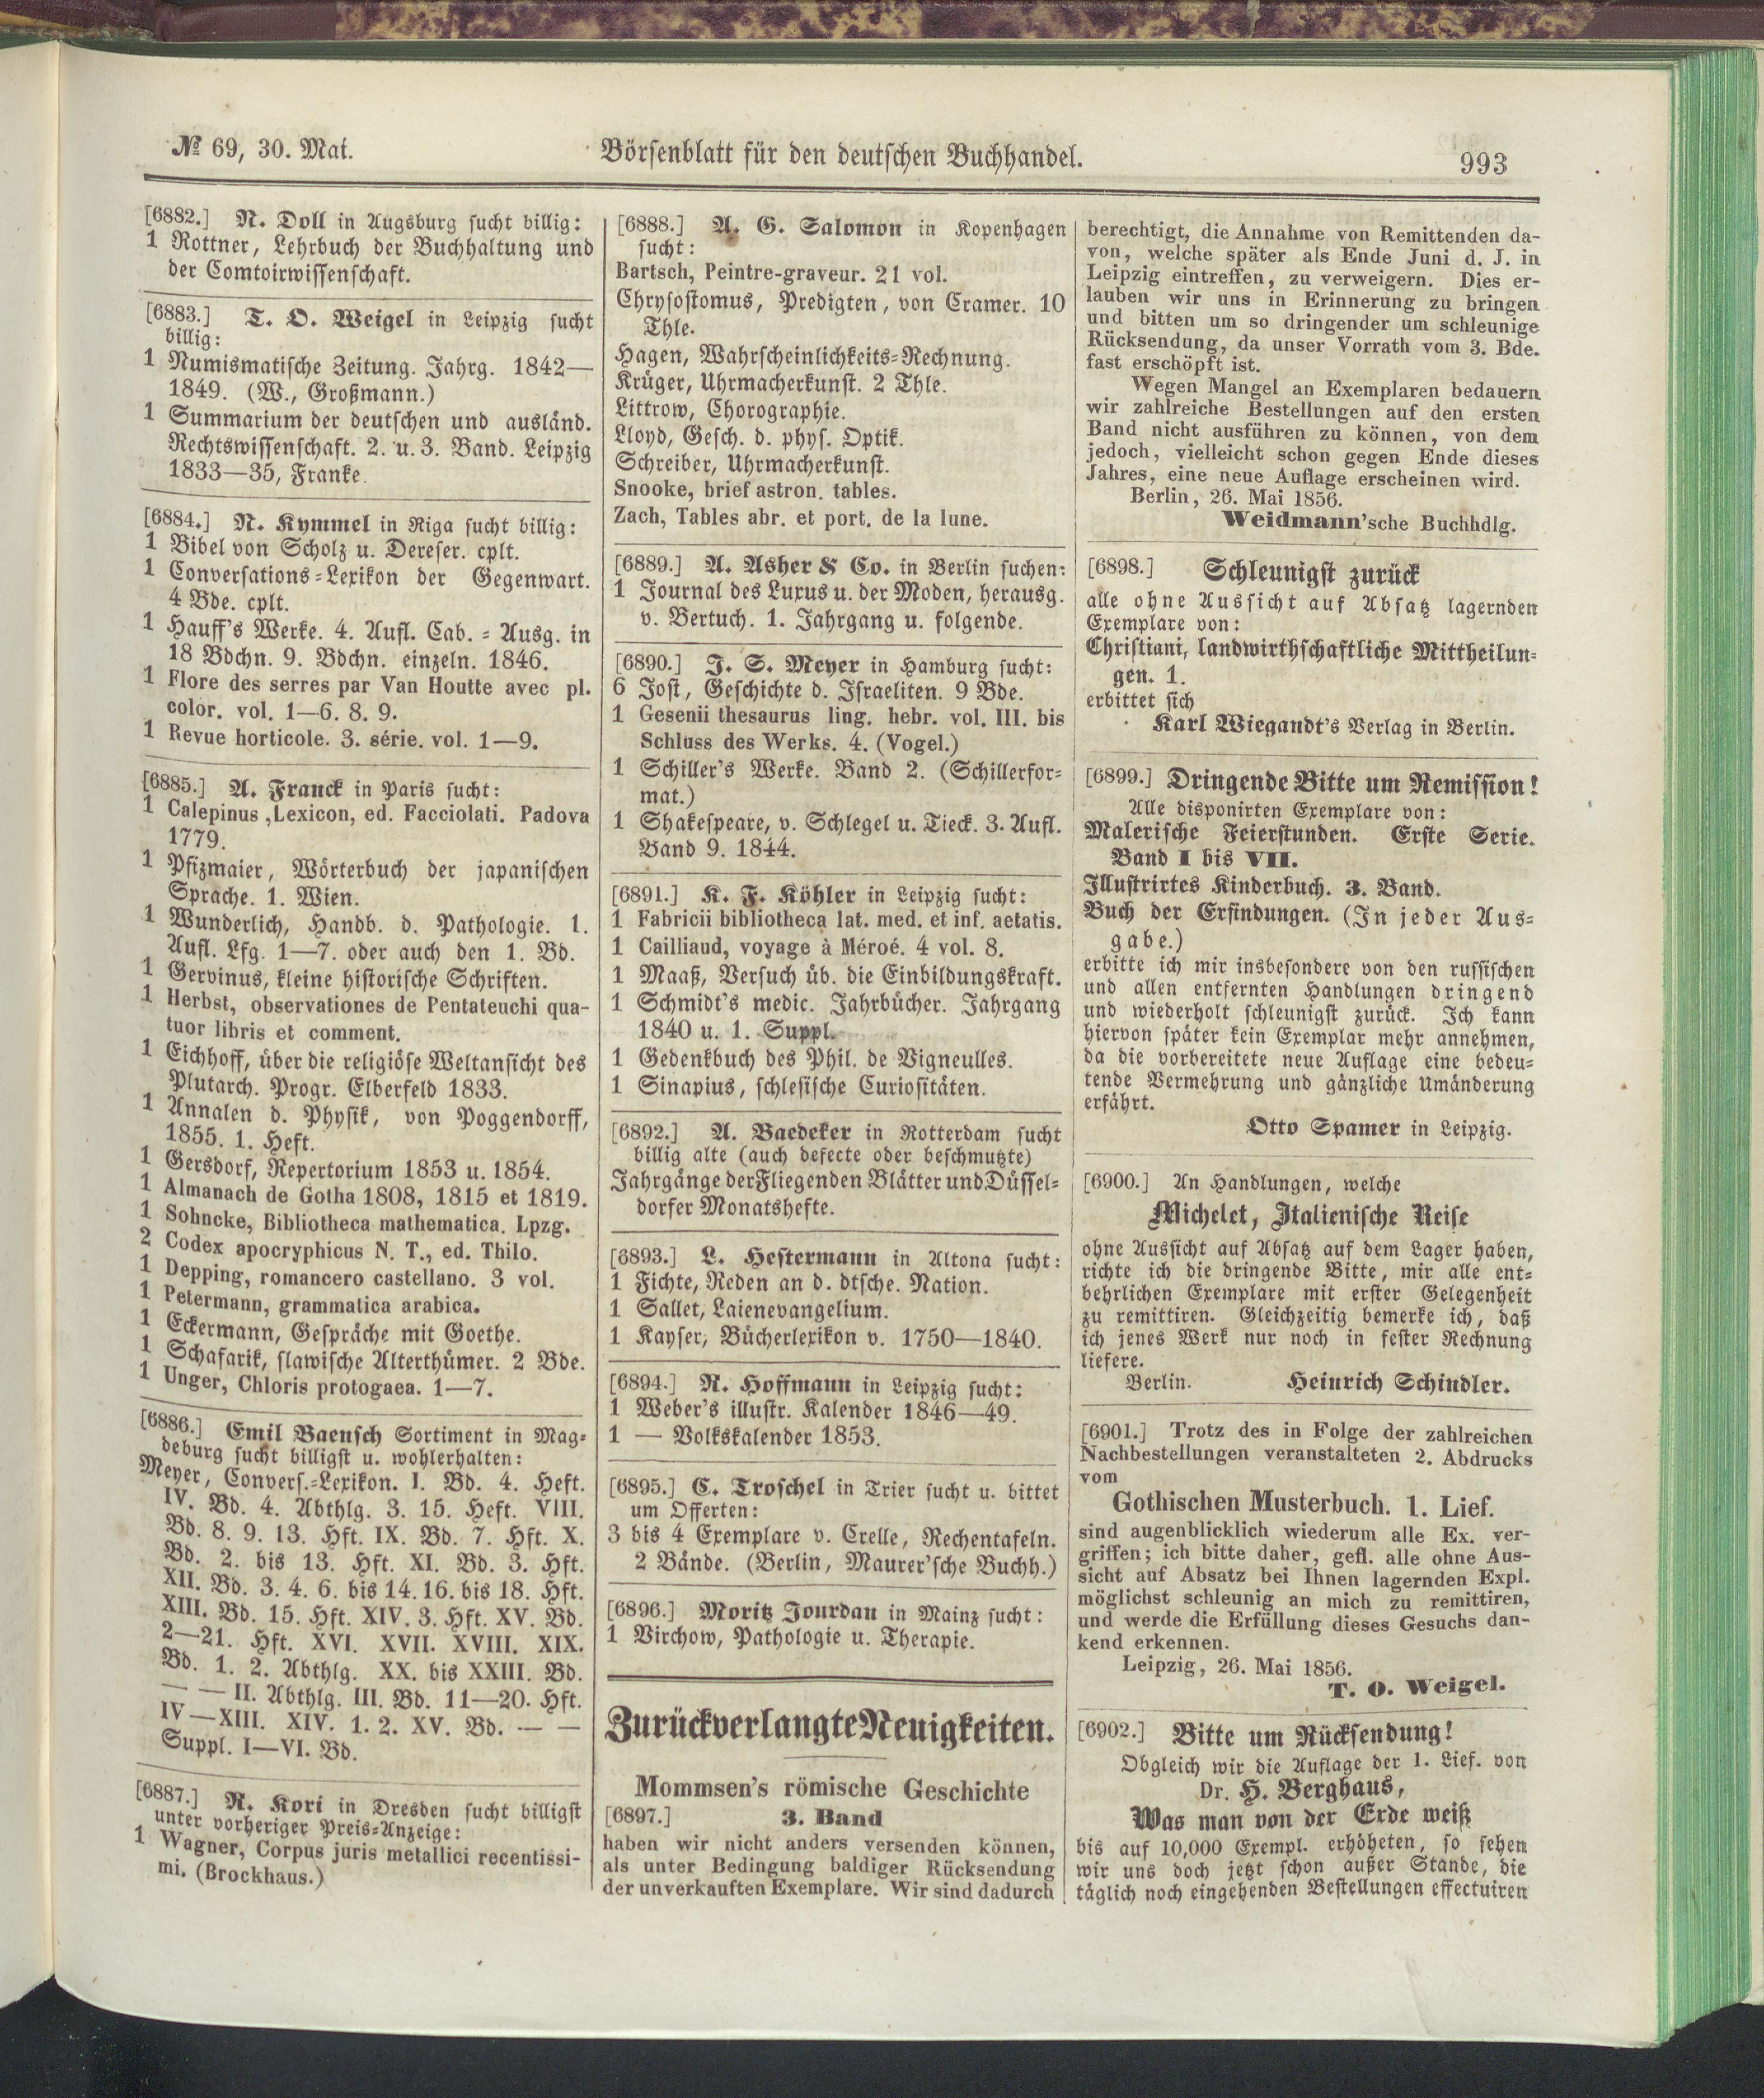 № 69, 30. Mai.
Börsenblatt für den deutschen Buchhandel.
993
[6882.] N. Doll in Augsburg sucht billig:
1 Rottner, Lehrbuch der Buchhaltung und
der Comtoirwissenschaft.
[6883.] T. O. Weigel in Leipzig sucht
billig:
1 Numismatische Zeitung. Jahrg. 1842—
1849. (W., Großmann.)
1 Summarium der deutschen und ausländ.
Rechtswissenschaft. 2. u. 3. Band. Leipzig
1833—35, Franke.
[6884.] N. Kymmel in Riga sucht billig:
1 Bibel von Scholz u. Dereser. cplt.
1 Conversations-Lexikon der Gegenwart.
4 Bde. cplt.
1 Hauff's Werke. 4. Aufl. Cab.-Ausg. in
18 Bdchn. 9. Bdchn. einzeln. 1846.
1 Flore des serres par Van Houtte avec pl.
color. vol. 1—6. 8. 9.
1 Revue horticole. 3. série. vol. 1—9.
[6885.] A. Franck in Paris sucht:
1 Calepinus, Lexicon, ed. Facciolati. Padova
1779.
1 Pfizmaier, Wörterbuch der japanischen
Sprache. 1. Wien.
1 Wunderlich, Handb. d. Pathologie. 1.
Aufl. Lfg. 1—7. oder auch den 1. Bd.
1 Gervinus, kleine historische Schriften.
1 Herbst, observationes de Pentateuchi qua-
tuor libris et comment.
1 Eichhoff, über die religiöse Weltansicht des
Plutarch. Progr. Elberfeld 1833.
1 Annalen d. Physik, von Poggendorff,
1855. 1. Heft.
1 Gersdorf, Repertorium 1853 u. 1854.
1 Almanach de Gotha 1808, 1815 et 1819.
1 Sohncke, Bibliotheca mathematica. Lpzg.
2 Codex apocryphicus N. T., ed. Thilo.
1 Depping, romancero castellano. 3 vol.
1 Petermann, grammatica arabica.
1 Eckermann, Gespräche mit Goethe.
1 Schafarik, slawische Alterthümer. 2 Bde.
1 Unger, Chloris protogaea. 1—7.
[6886.] Emil Baensch Sortiment in Mag-
deburg sucht billigst u. wohlerhalten:
Meyer, Convers.-Lexikon. I. Bd. 4. Heft.
IV. Bd. 4. Abthlg. 3. 15. Heft. VIII.
Bd. 8. 9. 13. Hft. IX. Bd. 7. Hft. X.
Bd. 2. bis 13. Hft. XI. Bd. 3. Hft.
XII. Bd. 3. 4. 6. bis 14. 16. bis 18. Hft.
XIII. Bd. 15. Hft. XIV. 3. Hft. XV. Bd.
2—21. Hft. XVI. XVII. XVIII. XIX.
Bd. 1. 2. Abthlg. XX. bis XXIII. Bd.
— — II. Abthlg. III. Bd. 11—20. Hft.
IV—XIII. XIV. 1. 2. XV. Bd. — —
Suppl. I—VI. Bd.
[6887.] R. Kori in Dresden sucht billigst
unter vorheriger Preis-Anzeige:
1 Wagner, Corpus juris metallici recentissi-
mi. (Brockhaus.)
[6888.] A. G. Salomon in Kopenhagen
sucht:
Bartsch, Peintre-graveur. 21 vol.
Chrysostomus, Predigten, von Cramer. 10
Thle.
Hagen, Wahrscheinlichkeits-Rechnung.
Krüger, Uhrmacherkunst. 2 Thle.
Littrow, Chorographie.
Lloyd, Gesch. d. phys. Optik.
Schreiber, Uhrmacherkunst.
Snooke, brief astron. tables.
Zach, Tables abr. et port. de la lune.
[6889.] A. Asher & Co. in Berlin suchen:
1 Journal des Luxus u. der Moden, herausg.
v. Bertuch. 1. Jahrgang u. folgende.
[6890.] J. S. Meyer in Hamburg sucht:
6 Jost, Geschichte d. Israeliten. 9 Bde.
1 Gesenii thesaurus ling. hebr. vol. III. bis
Schluss des Werks. 4. (Vogel.)
1 Schiller's Werke. Band 2. (Schillerfor-
mat.)
1 Shakespeare, v. Schlegel u. Tieck. 3. Aufl.
Band 9. 1844.
[6891.] K. F. Köhler in Leipzig sucht:
1 Fabricii bibliotheca lat. med. et inf. aetatis.
1 Cailliaud, voyage à Méroé. 4 vol. 8.
1 Maaß, Versuch üb. die Einbildungskraft.
1 Schmidt's medic. Jahrbücher. Jahrgang
1840 u. 1. Suppl.
1 Gedenkbuch des Phil. de Vigneulles.
1 Sinapius, schlesische Curiositäten.
[6892.] A. Baedeker in Rotterdam sucht
billig alte (auch defecte oder beschmutzte)
Jahrgänge der Fliegenden Blätter und Düssel-
dorfer Monatshefte.
[6893.] L. Hestermann in Altona sucht:
1 Fichte, Reden an d. dtsche. Nation.
1 Sallet, Laienevangelium.
1 Kayser, Bücherlexikon v. 1750—1840.
[6894.] R. Hoffmann in Leipzig sucht:
1 Weber's illustr. Kalender 1846—49.
1 — Volkskalender 1853.
[6895.] C. Troschel in Trier sucht u. bittet
um Offerten:
3 bis 4 Exemplare v. Crelle, Rechentafeln.
2 Bände. (Berlin, Maurer'sche Buchh.)
[6896.] Moritz Jourdan in Mainz sucht:
1 Virchow, Pathologie u. Therapie.
Zurückverlangte Neuigkeiten.
Mommsen's römische Geschichte
[6897.] 3. Band
haben wir nicht anders versenden können,
als unter Bedingung baldiger Rücksendung
der unverkauften Exemplare. Wir sind dadurch
berechtigt, die Annahme von Remittenden da-
von, welche später als Ende Juni d. J. in
Leipzig eintreffen, zu verweigern. Dies er-
lauben wir uns in Erinnerung zu bringen
und bitten um so dringender um schleunige
Rücksendung, da unser Vorrath vom 3. Bde.
fast erschöpft ist.
Wegen Mangel an Exemplaren bedauern
wir zahlreiche Bestellungen auf den ersten
Band nicht ausführen zu können, von dem
jedoch, vielleicht schon gegen Ende dieses
Jahres, eine neue Auflage erscheinen wird.
Berlin, 26. Mai 1856.
Weidmann'sche Buchhdlg.
[6898.] Schleunigst zurück
alle ohne Aussicht auf Absatz lagernden
Exemplare von:
Christiani, landwirthschaftliche Mittheilun-
gen. 1.
erbittet sich
Karl Wiegandt's Verlag in Berlin.
[6899.] Dringende Bitte um Remission!
Alle disponirten Exemplare von:
Malerische Feierstunden. Erste Serie.
Band I bis VII.
Illustrirtes Kinderbuch. 3. Band.
Buch der Erfindungen. (In jeder Aus-
gabe.)
erbitte ich mir insbesondere von den russischen
und allen entfernten Handlungen dringend
und wiederholt schleunigst zurück. Ich kann
hiervon später kein Exemplar mehr annehmen,
da die vorbereitete neue Auflage eine bedeu-
tende Vermehrung und gänzliche Umänderung
erfährt.
Otto Spamer in Leipzig.
[6900.] An Handlungen, welche
Michelet, Italienische Reise
ohne Aussicht auf Absatz auf dem Lager haben,
richte ich die dringende Bitte, mir alle ent-
behrlichen Exemplare mit erster Gelegenheit
zu remittiren. Gleichzeitig bemerke ich, daß
ich jenes Werk nur noch in fester Rechnung
liefere.
Berlin. Heinrich Schindler.
[6901.] Trotz des in Folge der zahlreichen
Nachbestellungen veranstalteten 2. Abdrucks
vom
Gothischen Musterbuch. 1. Lief.
sind augenblicklich wiederum alle Ex. ver-
griffen; ich bitte daher, gefl. alle ohne Aus-
sicht auf Absatz bei Ihnen lagernden Expl.
möglichst schleunig an mich zu remittiren,
und werde die Erfüllung dieses Gesuchs dan-
kend erkennen.
Leipzig, 26. Mai 1856.
T. O. Weigel.
[6902.] Bitte um Rücksendung!
Obgleich wir die Auflage der 1. Lief. von
Dr. H. Berghaus,
Was man von der Erde weiß
bis auf 10,000 Exempl. erhöheten, so sehen
wir uns doch jetzt schon außer Stande, die
täglich noch eingehenden Bestellungen effectuiren